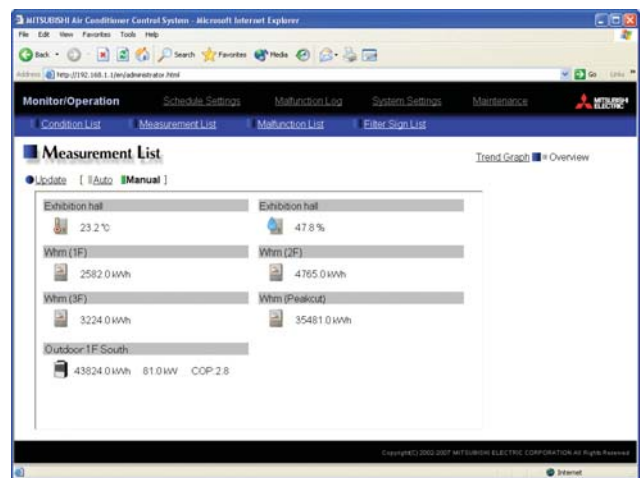 MITSUBISHI Air Conditioner Control System - Microsoft Internet Explorer
File Edit View Favorites Tools Help
Back Search Favorites Media
Address http://192.168.1.1/en/administrator.html Go Links »
Monitor/Operation Schedule Settings Malfunction Log System Settings Maintenance MITSUBISHI ELECTRIC
Condition List Measurement List Malfunction List Filter Sign List
Measurement List
Trend Graph Overview
Update [ Auto Manual ]
Exhibition hall Exhibition hall
23.2 ℃ 47.8 %
Whm (1F) Whm (2F)
2582.0 kWh 4765.0 kWh
Whm (3F) Whm (Peakcut)
3224.0 kWh 35481.0 kWh
Outdoor 1F South
43824.0 kWh 81.0 kW COP:2.8
Copyright(C) 2002-2007 MITSUBISHI ELECTRIC CORPORATION All Rights Reserved
Internet